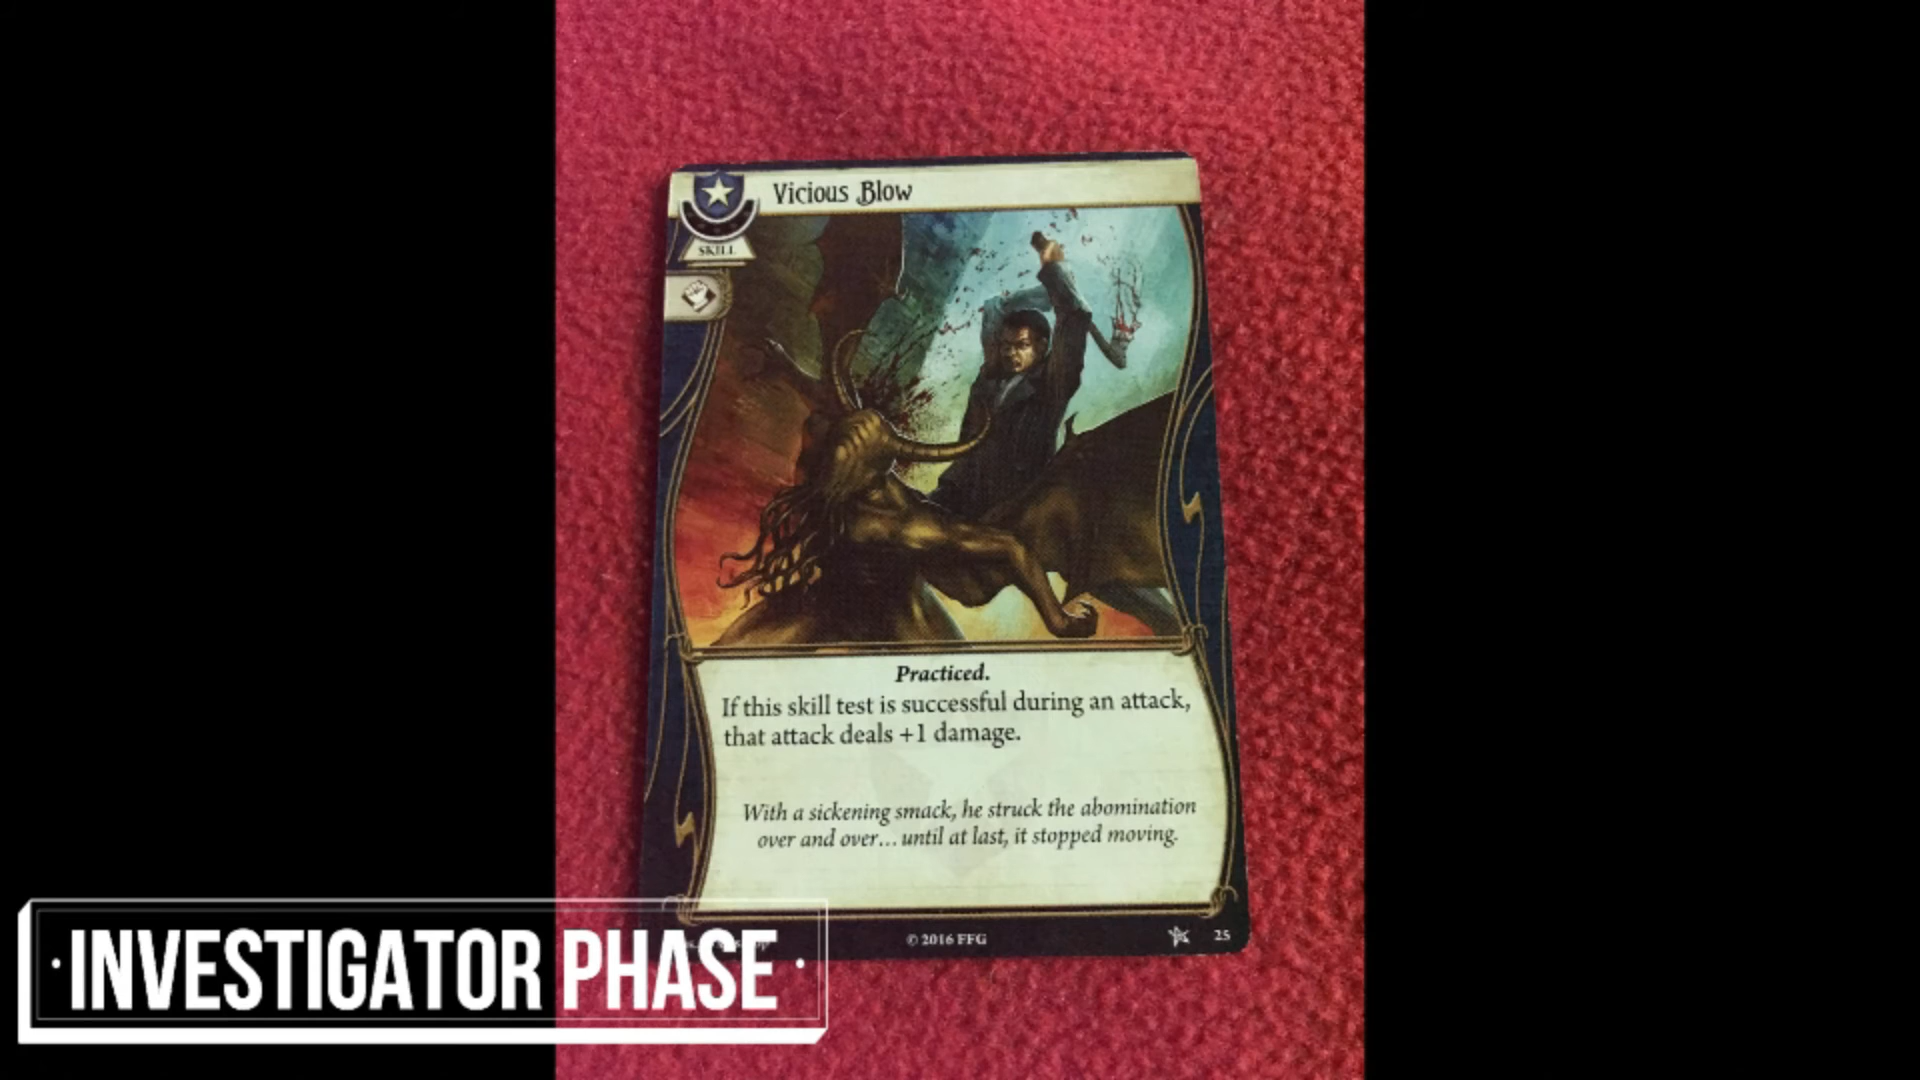 Vicious Blow
SKILL
Practiced.
If this skill test is successful during an attack,
that attack deals +1 damage.
With a sickening smack, he struck the abomination
over and over... until at last, it stopped moving.
© 2016 FFG
25
· INVESTIGATOR PHASE ·